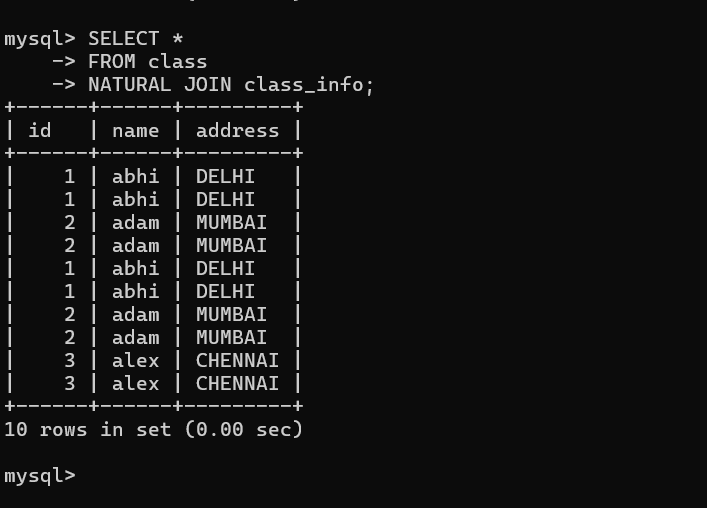 mysql> SELECT *
    -> FROM class
    -> NATURAL JOIN class_info;
+------+------+---------+
| id   | name | address |
+------+------+---------+
|    1 | abhi | DELHI   |
|    1 | abhi | DELHI   |
|    2 | adam | MUMBAI  |
|    2 | adam | MUMBAI  |
|    1 | abhi | DELHI   |
|    1 | abhi | DELHI   |
|    2 | adam | MUMBAI  |
|    2 | adam | MUMBAI  |
|    3 | alex | CHENNAI |
|    3 | alex | CHENNAI |
+------+------+---------+
10 rows in set (0.00 sec)
mysql>